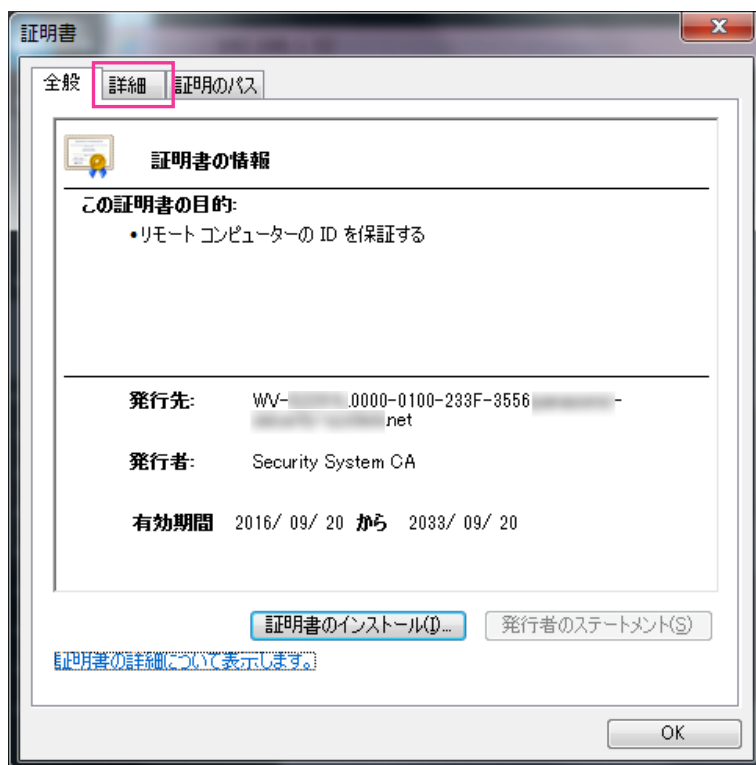 証明書
全般 詳細 証明のパス
証明書の情報
この証明書の目的:
•リモート コンピューターの ID を保証する
発行先: WV- .0000-0100-233F-3556 -
.net
発行者: Security System CA
有効期間 2016/ 09/ 20 から 2033/ 09/ 20
証明書のインストール(I)... 発行者のステートメント(S)
証明書の詳細について表示します。
OK